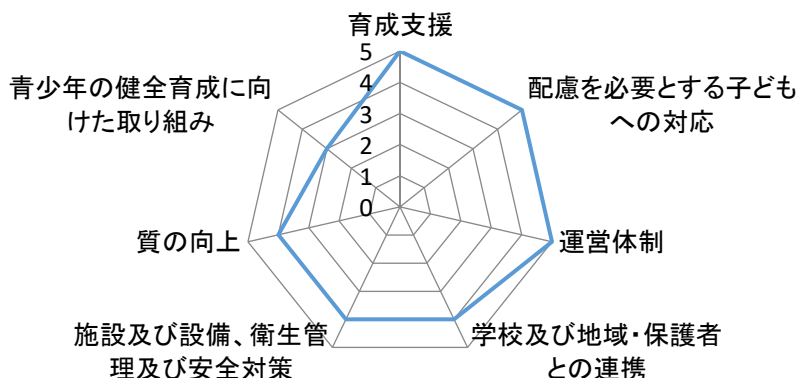 育成支援
5
4
3
2
1
0
配慮を必要とする子ども
への対応
運営体制
学校及び地域・保護者
との連携
施設及び設備、衛生管
理及び安全対策
質の向上
青少年の健全育成に向
けた取り組み